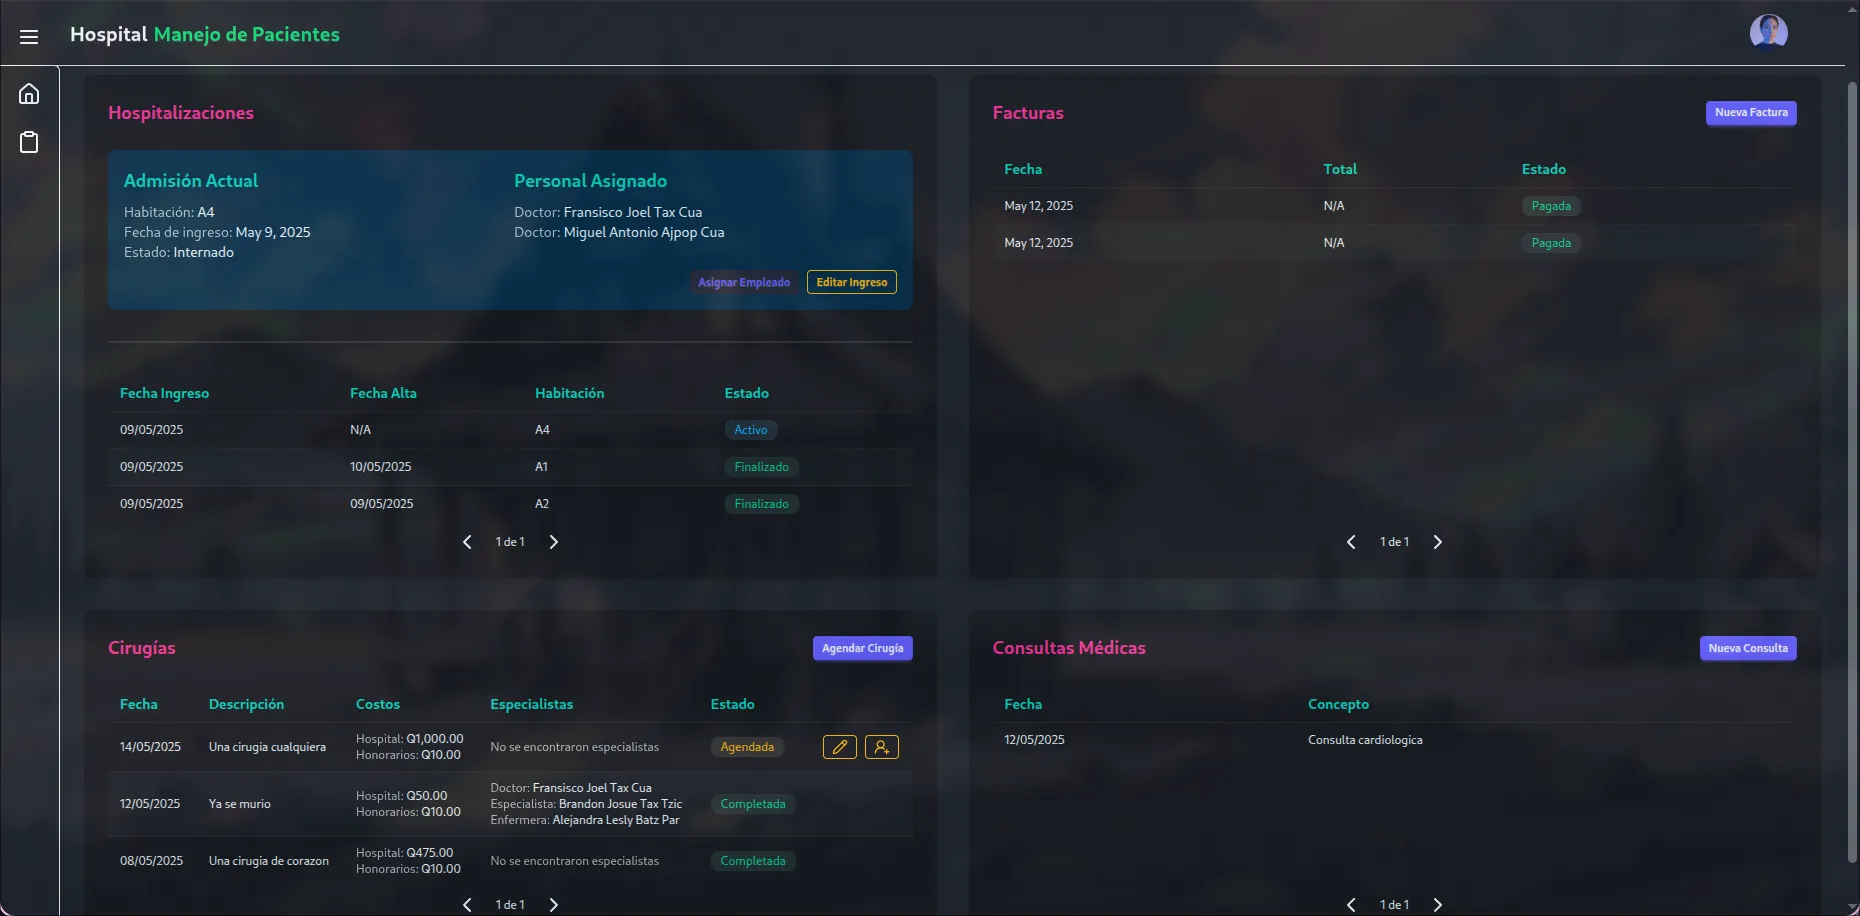 Hospital Manejo de Pacientes
Hospitalizaciones
Admisión Actual
Habitación: A4
Fecha de ingreso: May 9, 2025
Estado: Internado
Personal Asignado
Doctor: Fransisco Joel Tax Cua
Doctor: Miguel Antonio Ajpop Cua
Asignar Empleado
Editar Ingreso
Fecha Ingreso Fecha Alta Habitación Estado
09/05/2025 N/A A4 Activo
09/05/2025 10/05/2025 A1 Finalizado
09/05/2025 09/05/2025 A2 Finalizado
1 de 1
Facturas
Nueva Factura
Fecha Total Estado
May 12, 2025 N/A Pagada
May 12, 2025 N/A Pagada
1 de 1
Cirugías
Agendar Cirugía
Fecha Descripción Costos Especialistas Estado
14/05/2025 Una cirugia cualquiera
Hospital: Q1,000.00
Honorarios: Q10.00
No se encontraron especialistas
Agendada
12/05/2025 Ya se murio
Hospital: Q50.00
Honorarios: Q10.00
Doctor: Fransisco Joel Tax Cua
Especialista: Brandon Josue Tax Tzic
Enfermera: Alejandra Lesly Batz Par
Completada
08/05/2025 Una cirugia de corazon
Hospital: Q475.00
Honorarios: Q10.00
No se encontraron especialistas
Completada
1 de 1
Consultas Médicas
Nueva Consulta
Fecha Concepto
12/05/2025 Consulta cardiologica
1 de 1